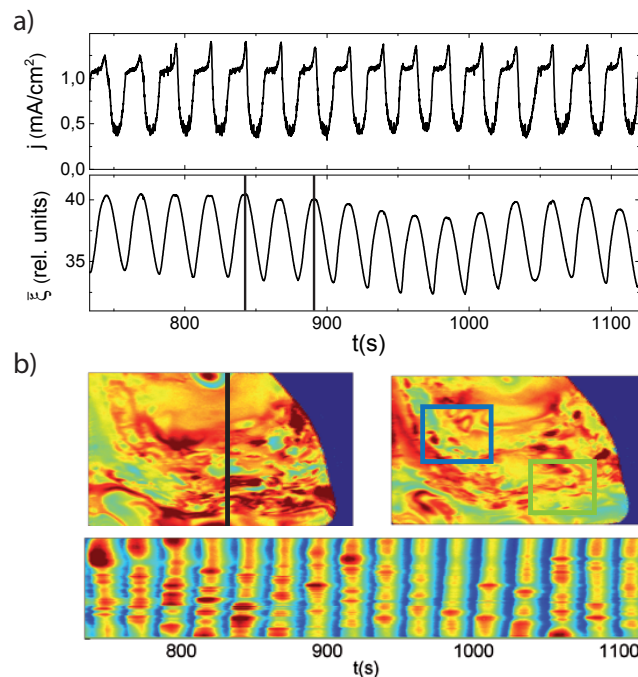 a)
j (mA/cm²)
1,0
0,5
0,0
ξ̄ (rel. units)
40
35
800
900
1000
1100
t(s)
b)
800
900
1000
1100
t(s)